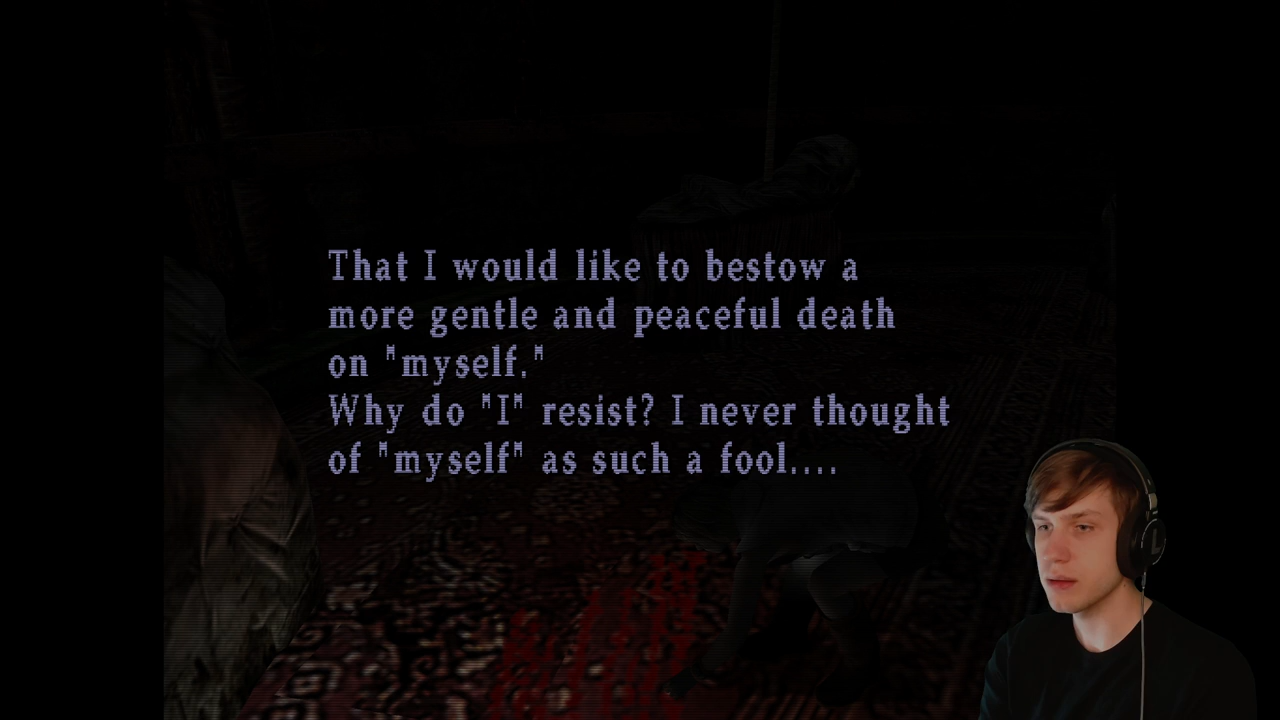 That I would like to bestow a
more gentle and peaceful death
on "myself."
Why do "I" resist? I never thought
of "myself" as such a fool....